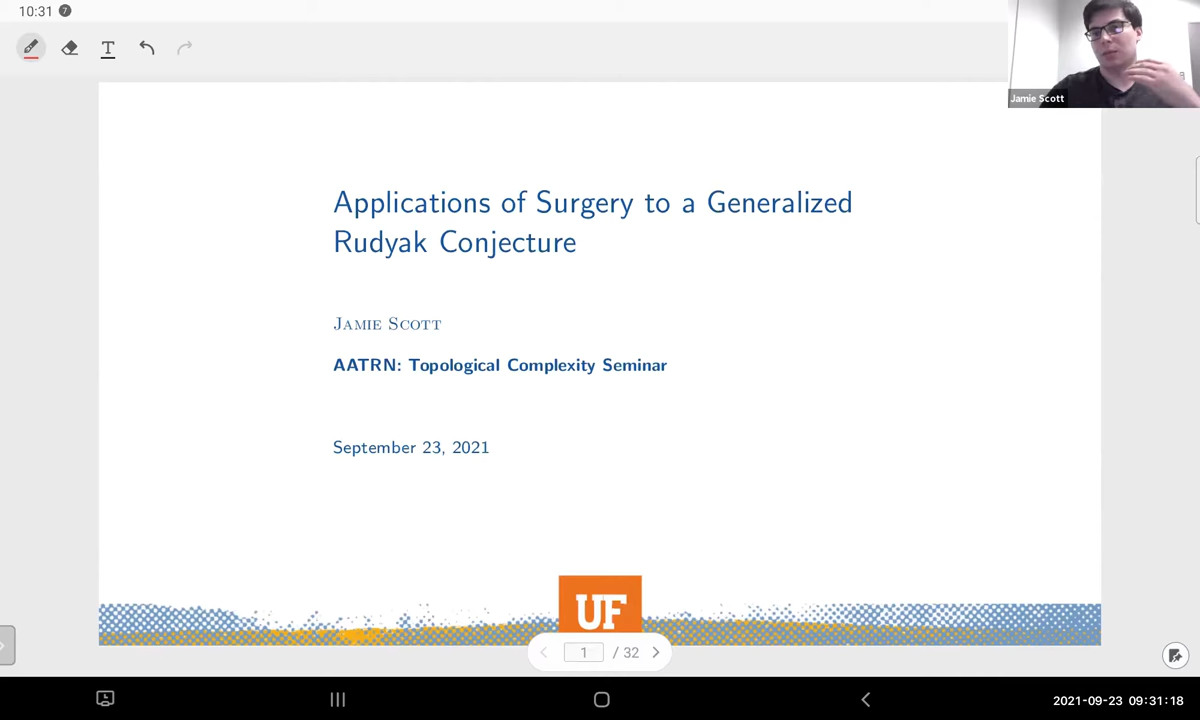 10:31 7
T
Jamie Scott
Applications of Surgery to a Generalized
Rudyak Conjecture
Jamie Scott
AATRN: Topological Complexity Seminar
September 23, 2021
UF
1 / 32
2021-09-23 09:31:18